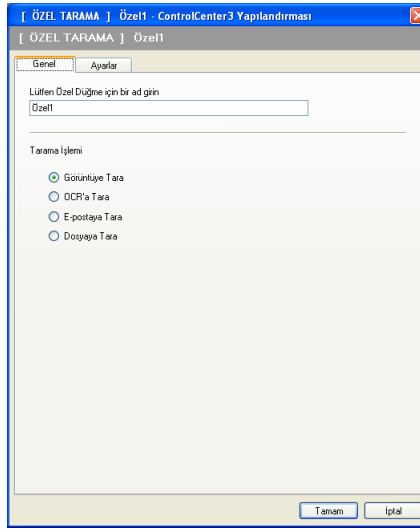 [ ÖZEL TARAMA ] Özel1 - ControlCenter3 Yapılandırması
[ ÖZEL TARAMA ] Özel1
Genel Ayarlar
Lütfen Özel Düğme için bir ad girin
Özel1
Tarama İşlemi
Görüntüye Tara
OCR'a Tara
E-postaya Tara
Dosyaya Tara
Tamam İptal